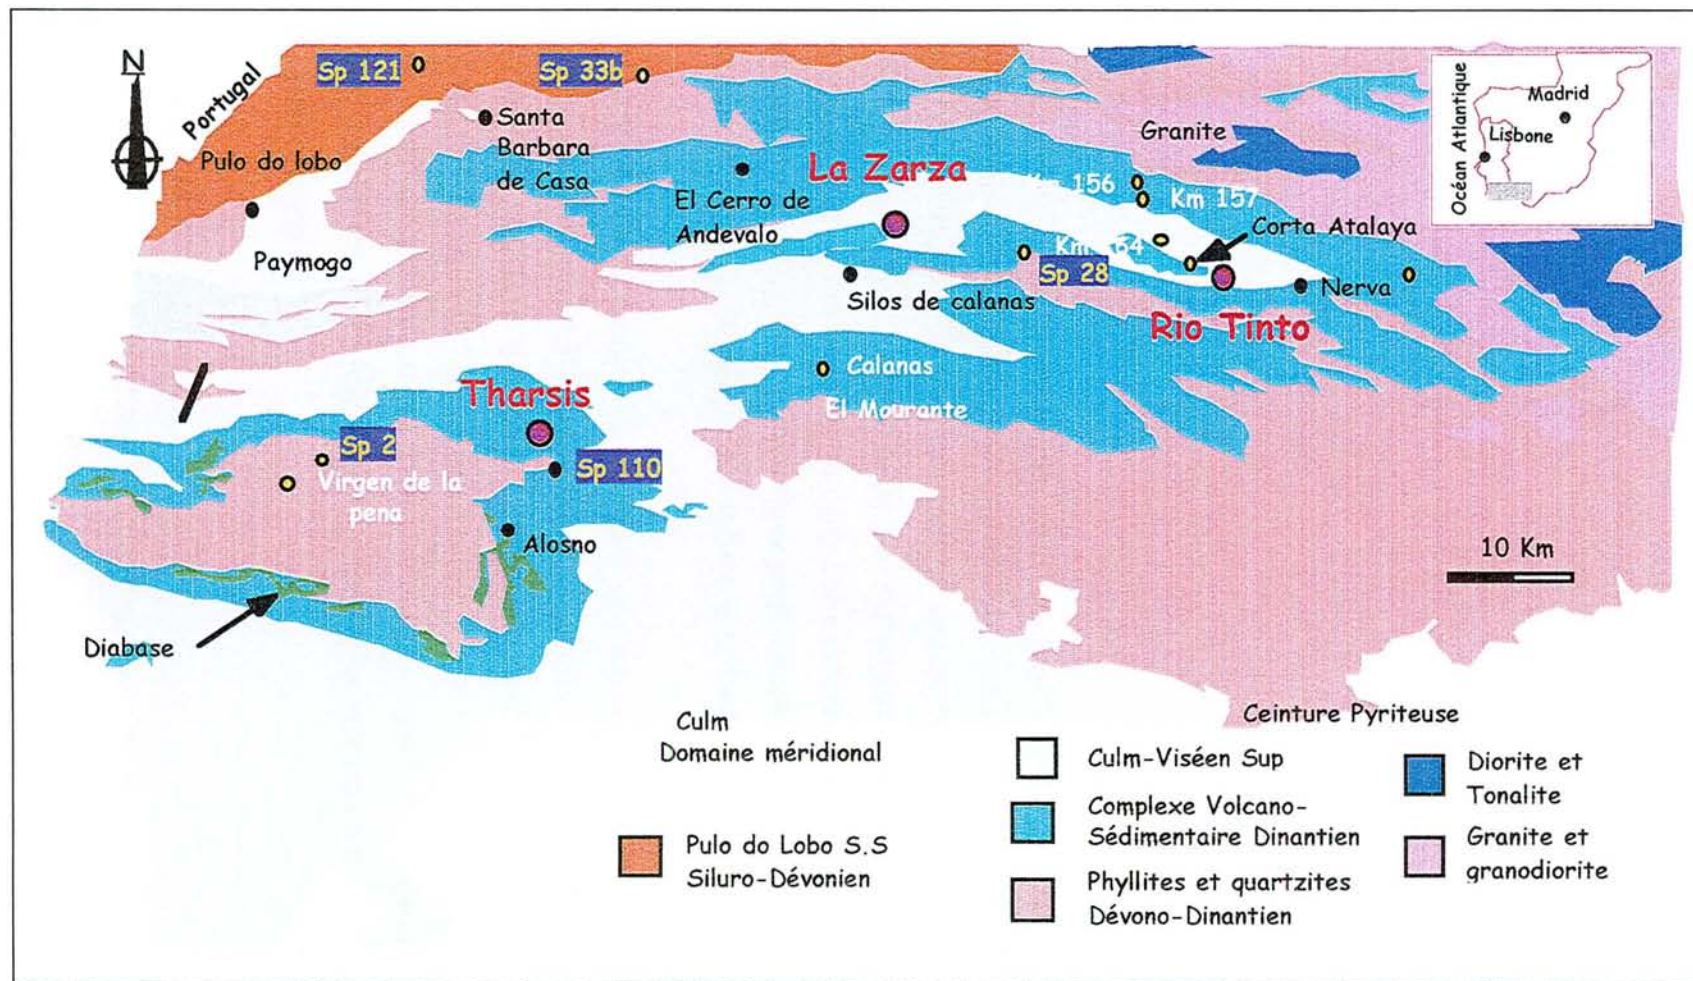 N
Portugal
Sp 121
Sp 33b
Pulo do lobo
Santa
Barbara
de Casa
La Zarza
Granite
Océan Atlantique
Madrid
Lisbone
El Cerro de
Andevalo
Km 156
Km 157
Corta Atalaya
Paymogo
Silos de calanas
Sp 28
Nerva
Rio Tinto
Tharsis
Calanas
El Mourante
Sp 2
Sp 110
Virgen de la
pena
Alosno
10 Km
Diabase
Culm
Domaine méridional
Ceinture Pyriteuse
Pulo do Lobo S.S
Siluro-Dévonien
Culm-Viséen Sup
Complexe Volcano-
Sédimentaire Dinantien
Phyllites et quartzites
Dévono-Dinantien
Diorite et
Tonalite
Granite et
granodiorite